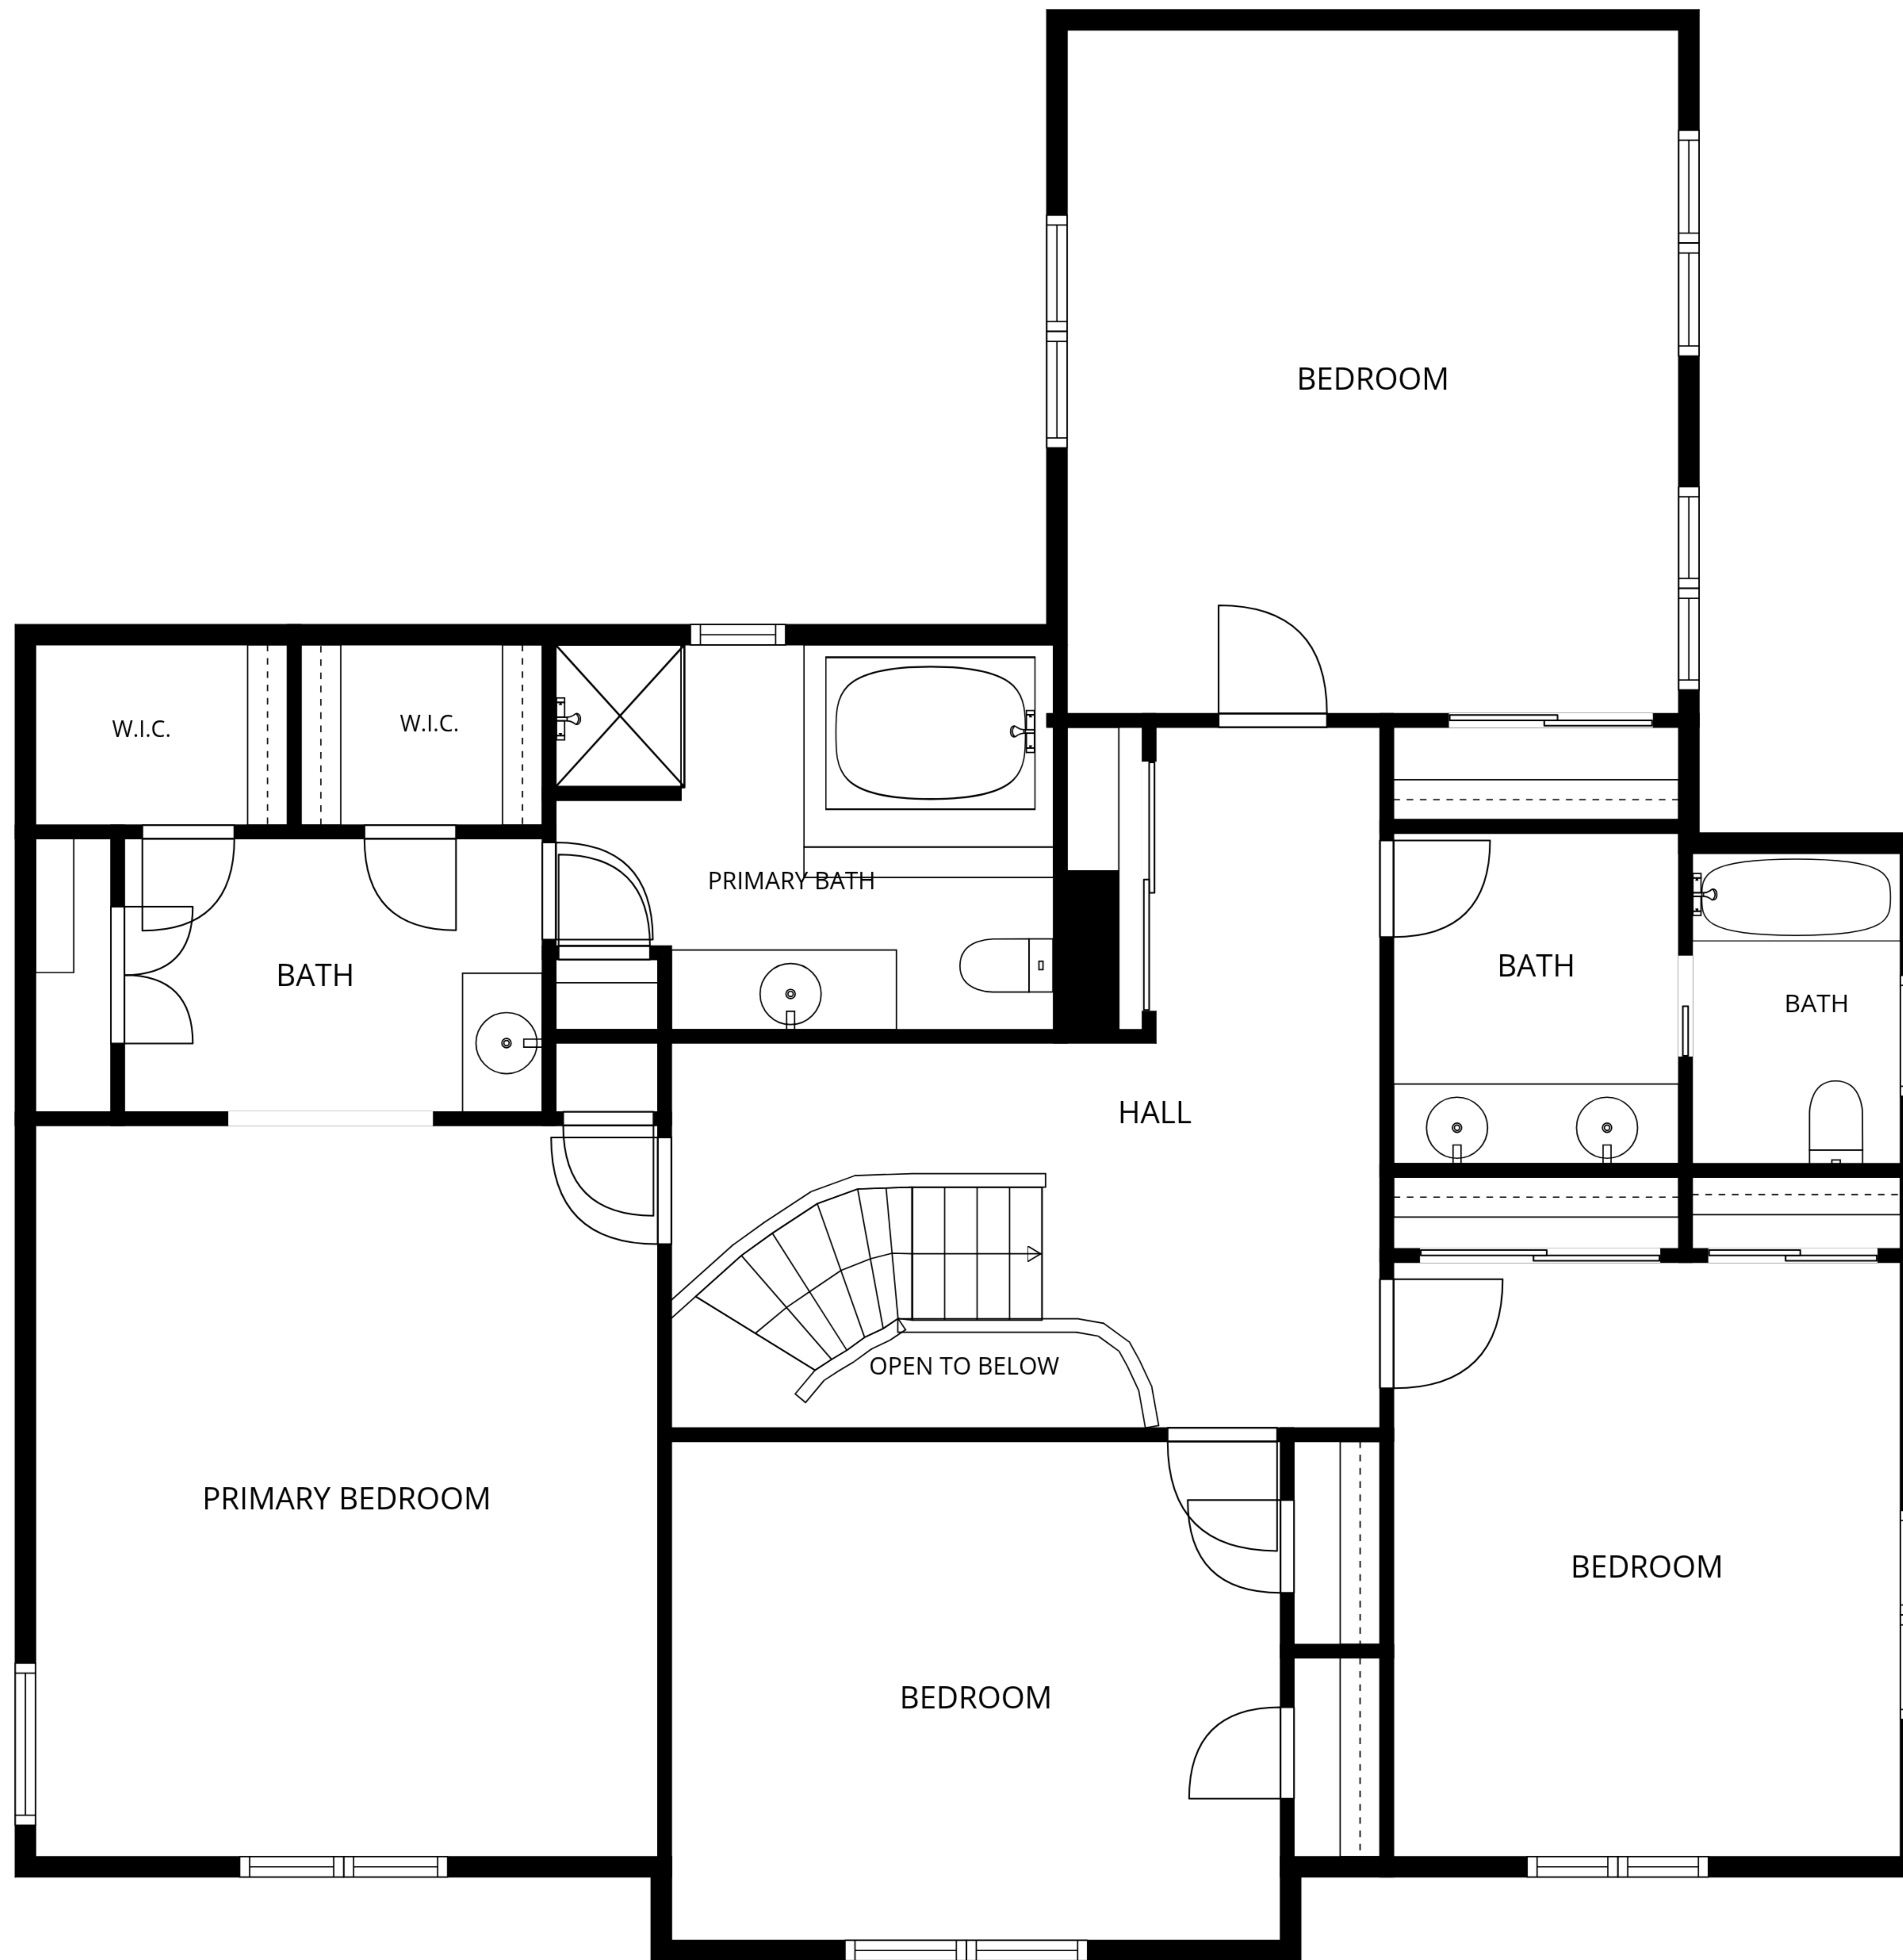 BEDROOM
W.I.C.
W.I.C.
PRIMARY BATH
BATH
BATH
BATH
HALL
OPEN TO BELOW
PRIMARY BEDROOM
BEDROOM
BEDROOM